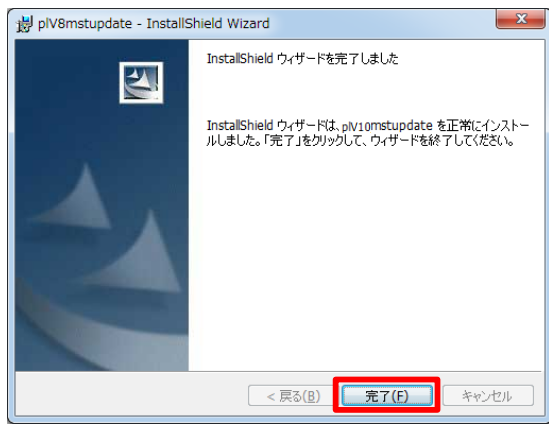 plV8mstupdate - InstallShield Wizard
InstallShield ウィザードを完了しました
InstallShield ウィザードは、plV10mstupdate を正常にインストー
ルしました。「完了」をクリックして、ウィザードを終了してください。
< 戻る(B)
完了(F)
キャンセル